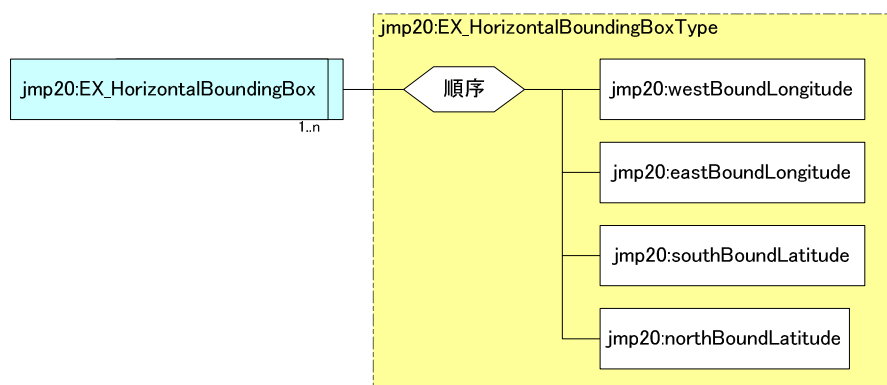 jmp20:EX_HorizontalBoundingBoxType
jmp20:EX_HorizontalBoundingBox
1..n
順序
jmp20:westBoundLongitude
jmp20:eastBoundLongitude
jmp20:southBoundLatitude
jmp20:northBoundLatitude